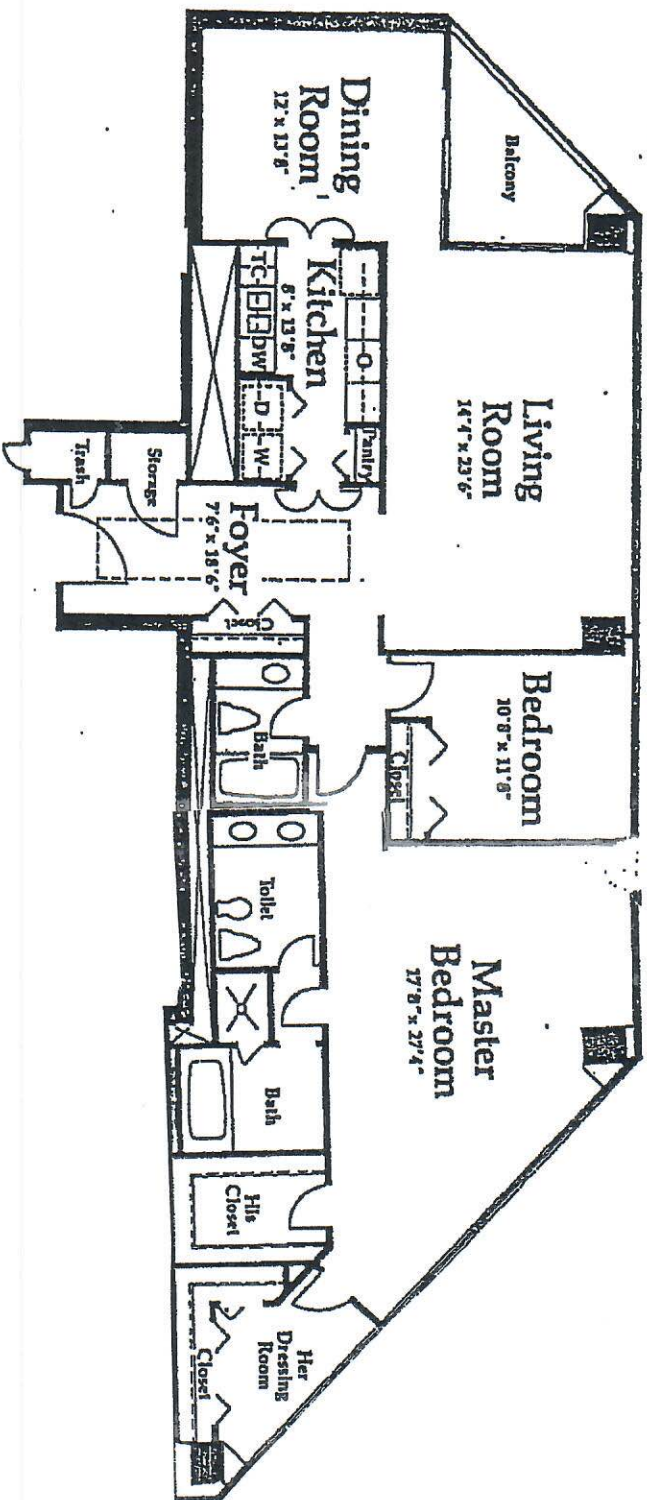 Balcony
Dining
Room
12' x 13'8"
Living
Room
14'4" x 23'6"
Kitchen
8' x 13'8"
TC
DW
D
W
O
Pantry
Trash
Storage
Foyer
7'6" x 18'6"
Closet
Bedroom
10'8" x 11'8"
Closet
Bath
Toilet
Master
Bedroom
17'8" x 27'4"
Bath
His
Closet
Her
Dressing
Room
Closet